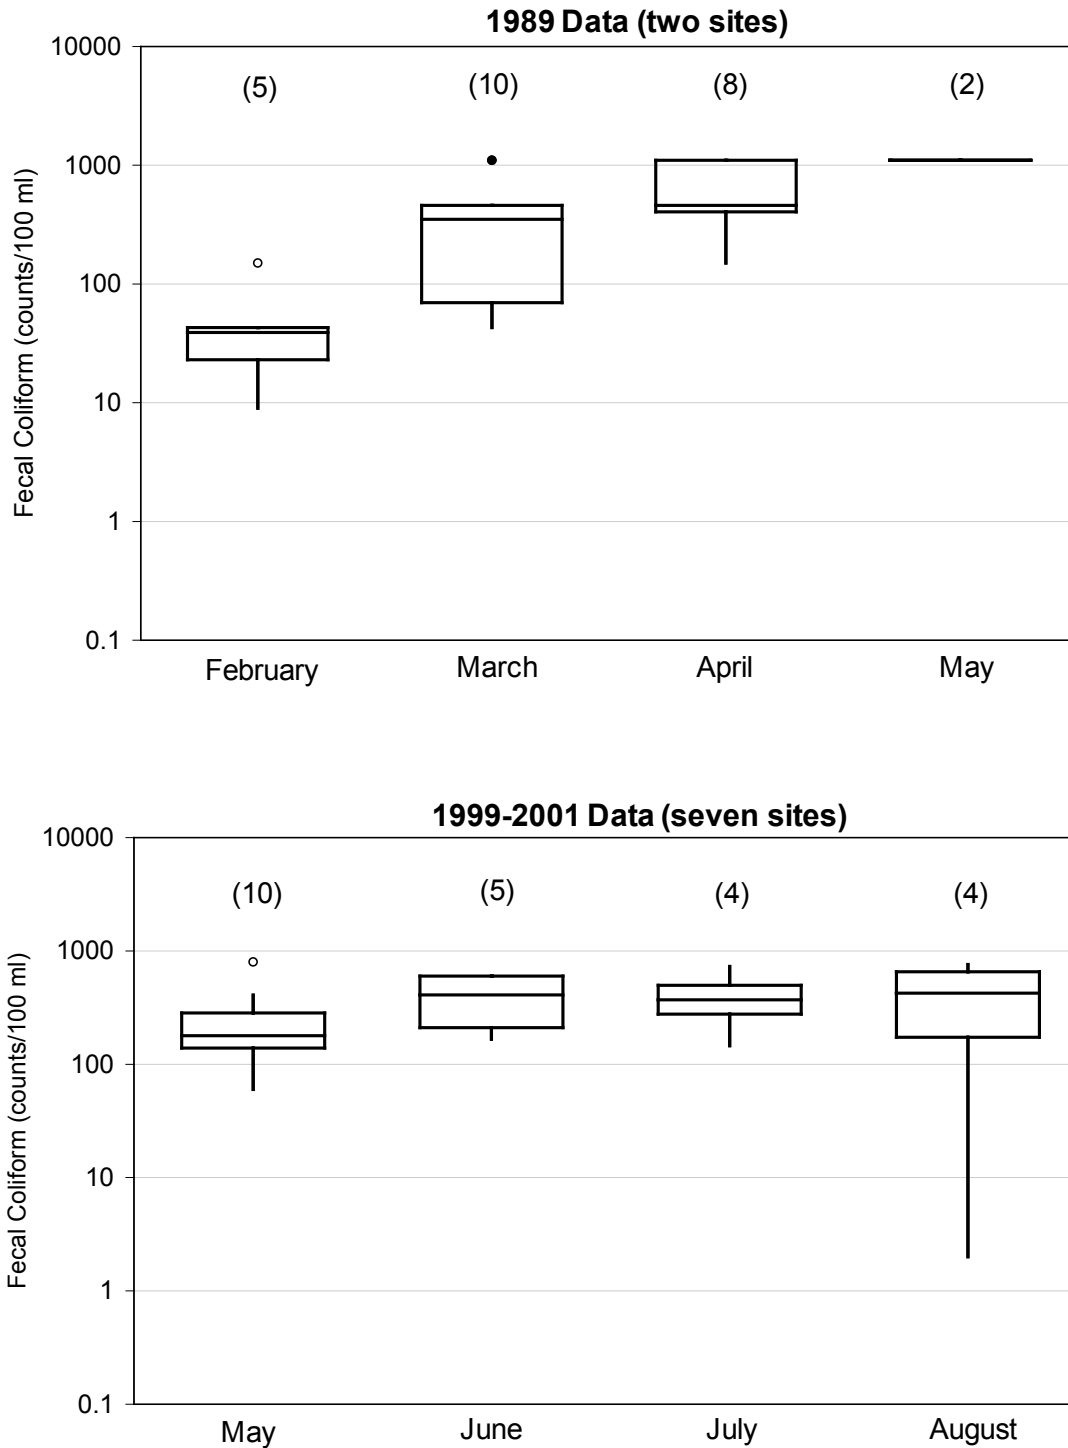 1989 Data (two sites)
10000
(5) (10) (8) (2)
1000
100
10
1
0.1
Fecal Coliform (counts/100 ml)
February March April May
1999-2001 Data (seven sites)
10000
(10) (5) (4) (4)
1000
100
10
1
0.1
Fecal Coliform (counts/100 ml)
May June July August